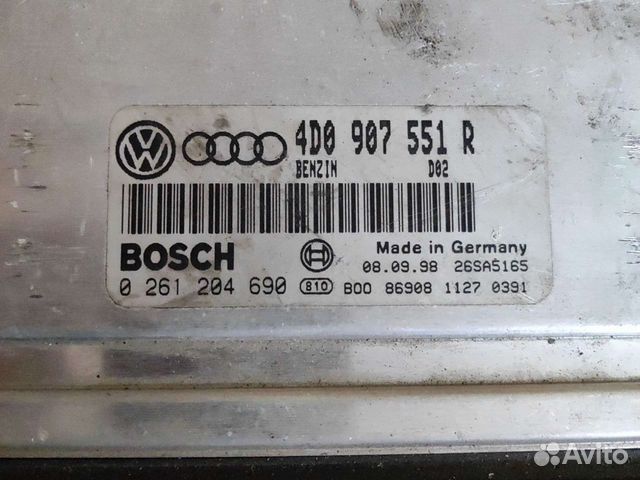 4D0 907 551 R
BENZIN D02
BOSCH
Made in Germany
08.09.98 26SA5165
0 261 204 690 810 B00 86908 1127 0391
Avito